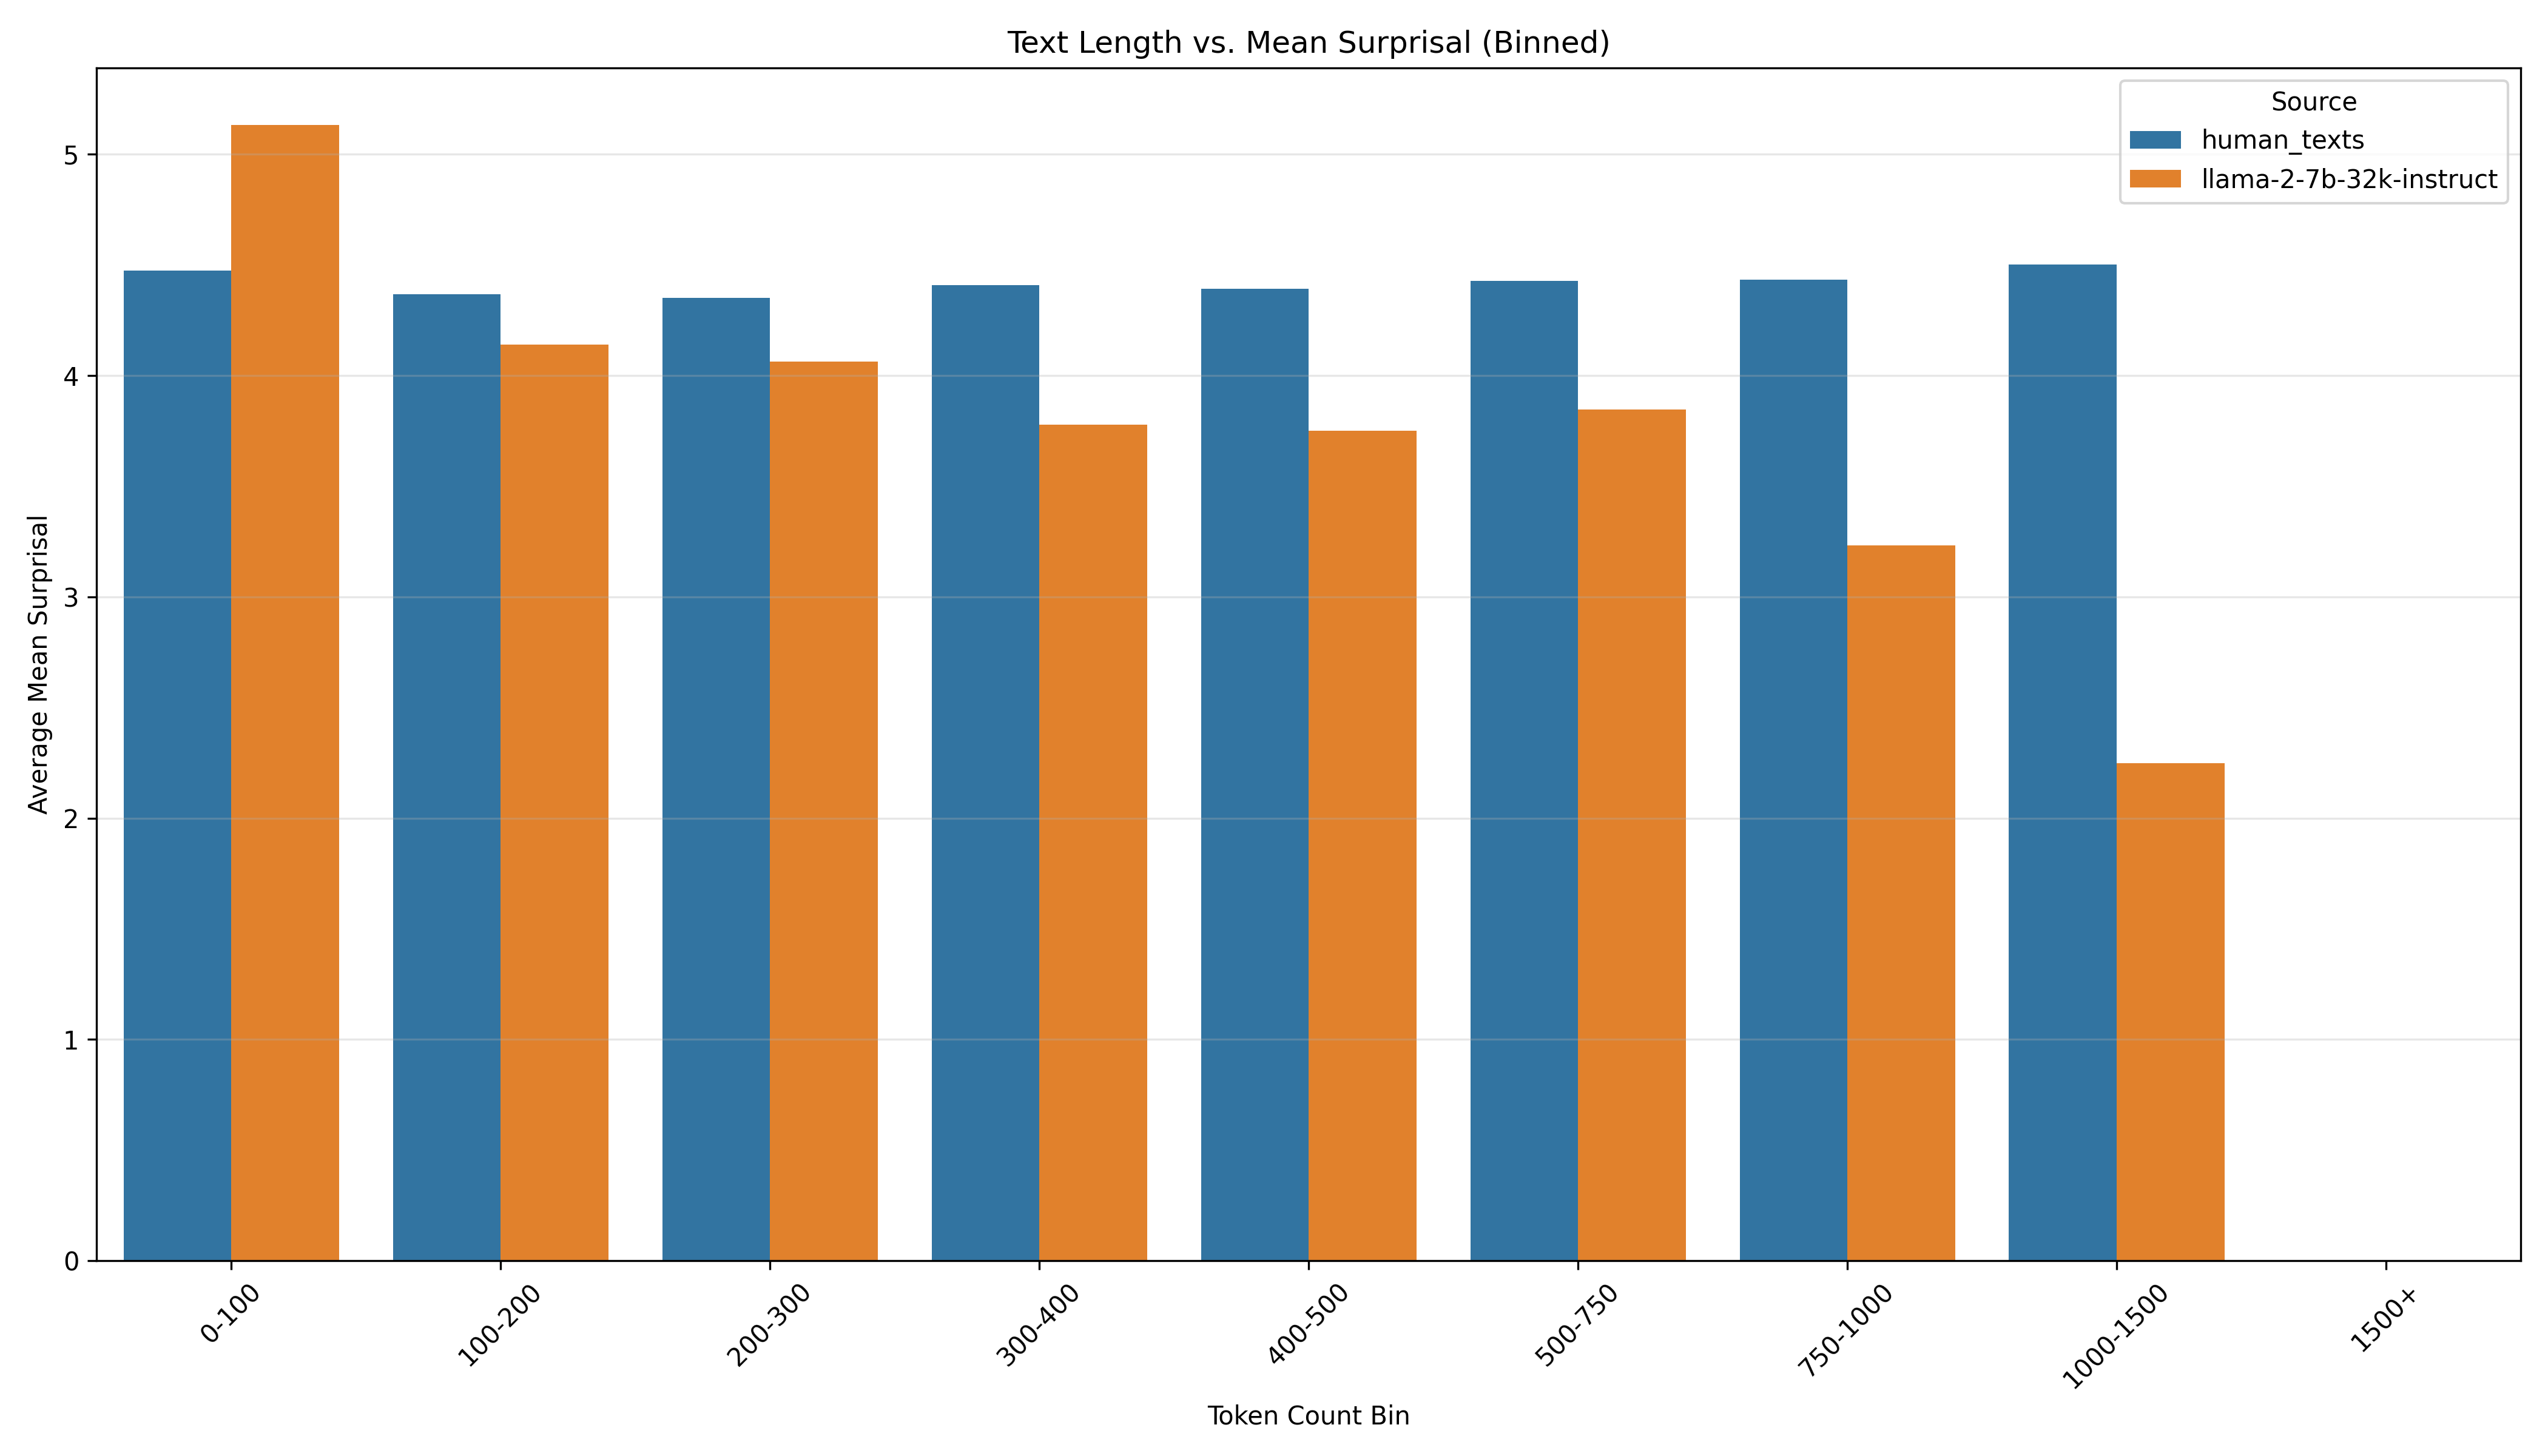 Text Length vs. Mean Surprisal (Binned)
Source
human_texts
llama-2-7b-32k-instruct
Average Mean Surprisal
5
4
3
2
1
0
0-100
100-200
200-300
300-400
400-500
500-750
750-1000
1000-1500
1500+
Token Count Bin